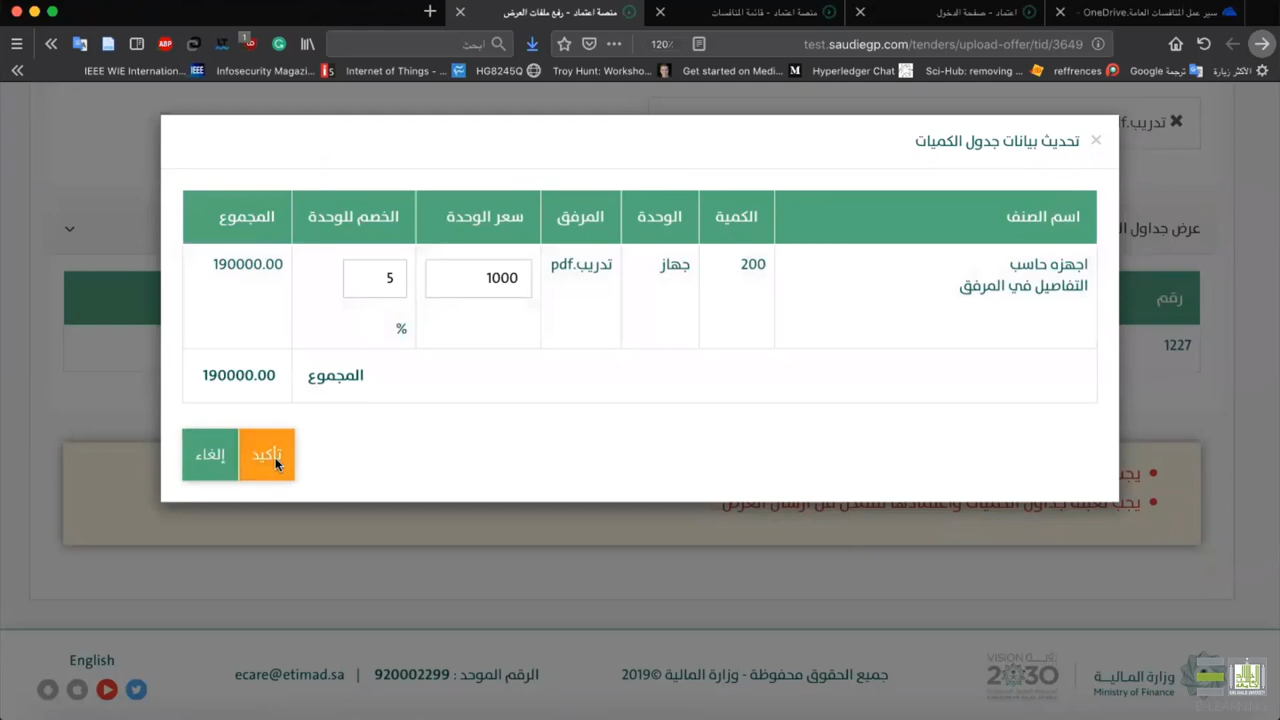 منصة اعتماد - رفع ملفات العرض
منصة اعتماد - قائمة المنافسات
اعتماد - صفحة الدخول
سير عمل المنافسات العامة.OneDrive -
ابحث
120%
test.saudiegp.com/tenders/upload-offer/tid/3649
IEEE WIE Internation...
Infosecurity Magazi...
Internet of Things - ...
HG8245Q
Troy Hunt: Worksho...
Get started on Medi...
Hyperledger Chat
Sci-Hub: removing ...
reffrences
ترجمة Google
الأكثر زيارة
تدريب.pdf
تحديث بيانات جدول الكميات
اسم الصنف
الكمية
الوحدة
المرفق
سعر الوحدة
الخصم للوحدة
المجموع
اجهزه حاسب
التفاصيل في المرفق
200
جهاز
تدريب.pdf
1000
5
%
190000.00
المجموع
190000.00
تأكيد
إلغاء
عرض جداول
رقم
1227
يجب تعبئة جداول الكميات واعتمادها لتتمكن من ارسال العرض
English
ecare@etimad.sa | الرقم الموحد : 920002299
جميع الحقوق محفوظة - وزارة المالية ©2019
VISION رؤيــة
2030
وزارة المـالـيـة
Ministry of Finance
E-LEARNING